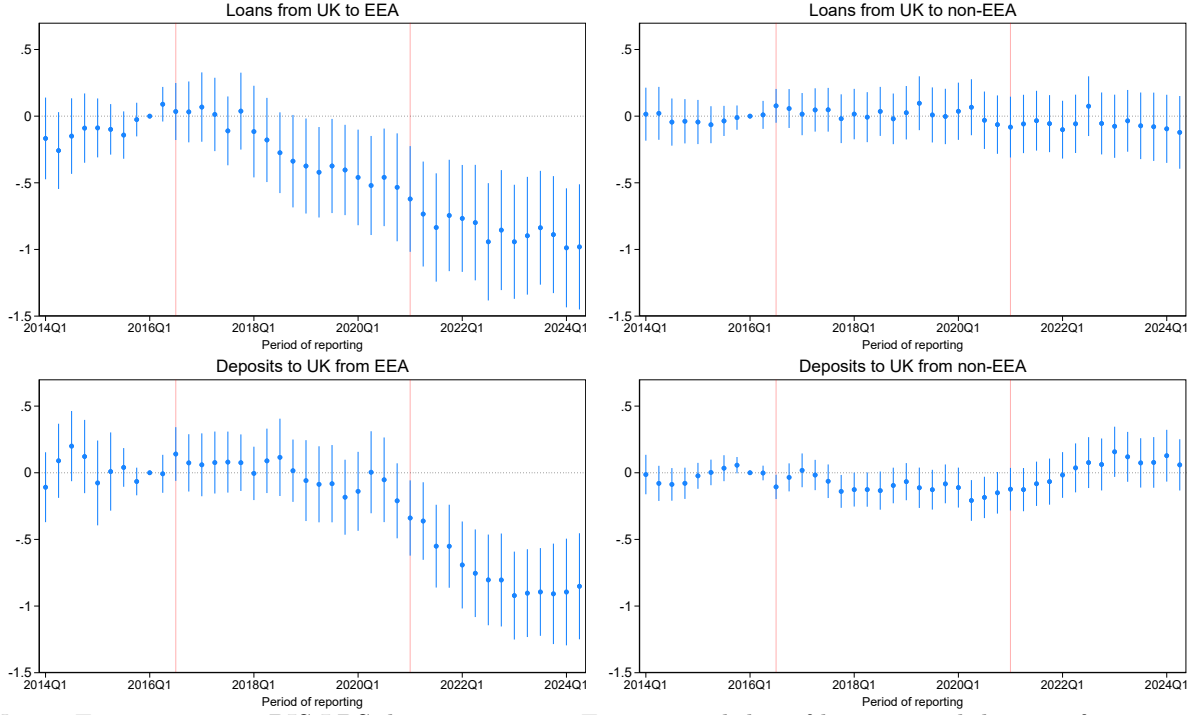 Loans from UK to EEA
.5
0
-.5
-1
-1.5
2014Q1 2016Q1 2018Q1 2020Q1 2022Q1 2024Q1
Period of reporting
Loans from UK to non-EEA
.5
0
-.5
-1
-1.5
2014Q1 2016Q1 2018Q1 2020Q1 2022Q1 2024Q1
Period of reporting
Deposits to UK from EEA
.5
0
-.5
-1
-1.5
2014Q1 2016Q1 2018Q1 2020Q1 2022Q1 2024Q1
Period of reporting
Deposits to UK from non-EEA
.5
0
-.5
-1
-1.5
2014Q1 2016Q1 2018Q1 2020Q1 2022Q1 2024Q1
Period of reporting